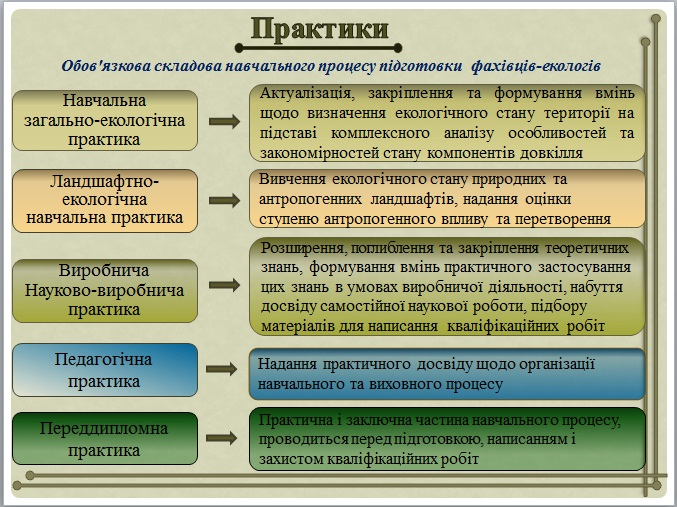 Практики
Обов'язкова складова навчального процесу підготовки фахівців-екологів
Навчальна
загально-екологічна
практика
Актуалізація, закріплення та формування вмінь
щодо визначення екологічного стану території на
підставі комплексного аналізу особливостей та
закономірностей стану компонентів довкілля
Ландшафтно-
екологічна
навчальна практика
Вивчення екологічного стану природних та
антропогенних ландшафтів, надання оцінки
ступеню антропогенного впливу та перетворення
Виробнича
Науково-виробнича
практика
Розширення, поглиблення та закріплення теоретичних
знань, формування вмінь практичного застосування
цих знань в умовах виробничої діяльності, набуття
досвіду самостійної наукової роботи, підбору
матеріалів для написання кваліфікаційних робіт
Педагогічна
практика
Надання практичного досвіду щодо організації
навчального та виховного процесу
Переддипломна
практика
Практична і заключна частина навчального процесу,
проводиться перед підготовкою, написанням і
захистом кваліфікаційних робіт